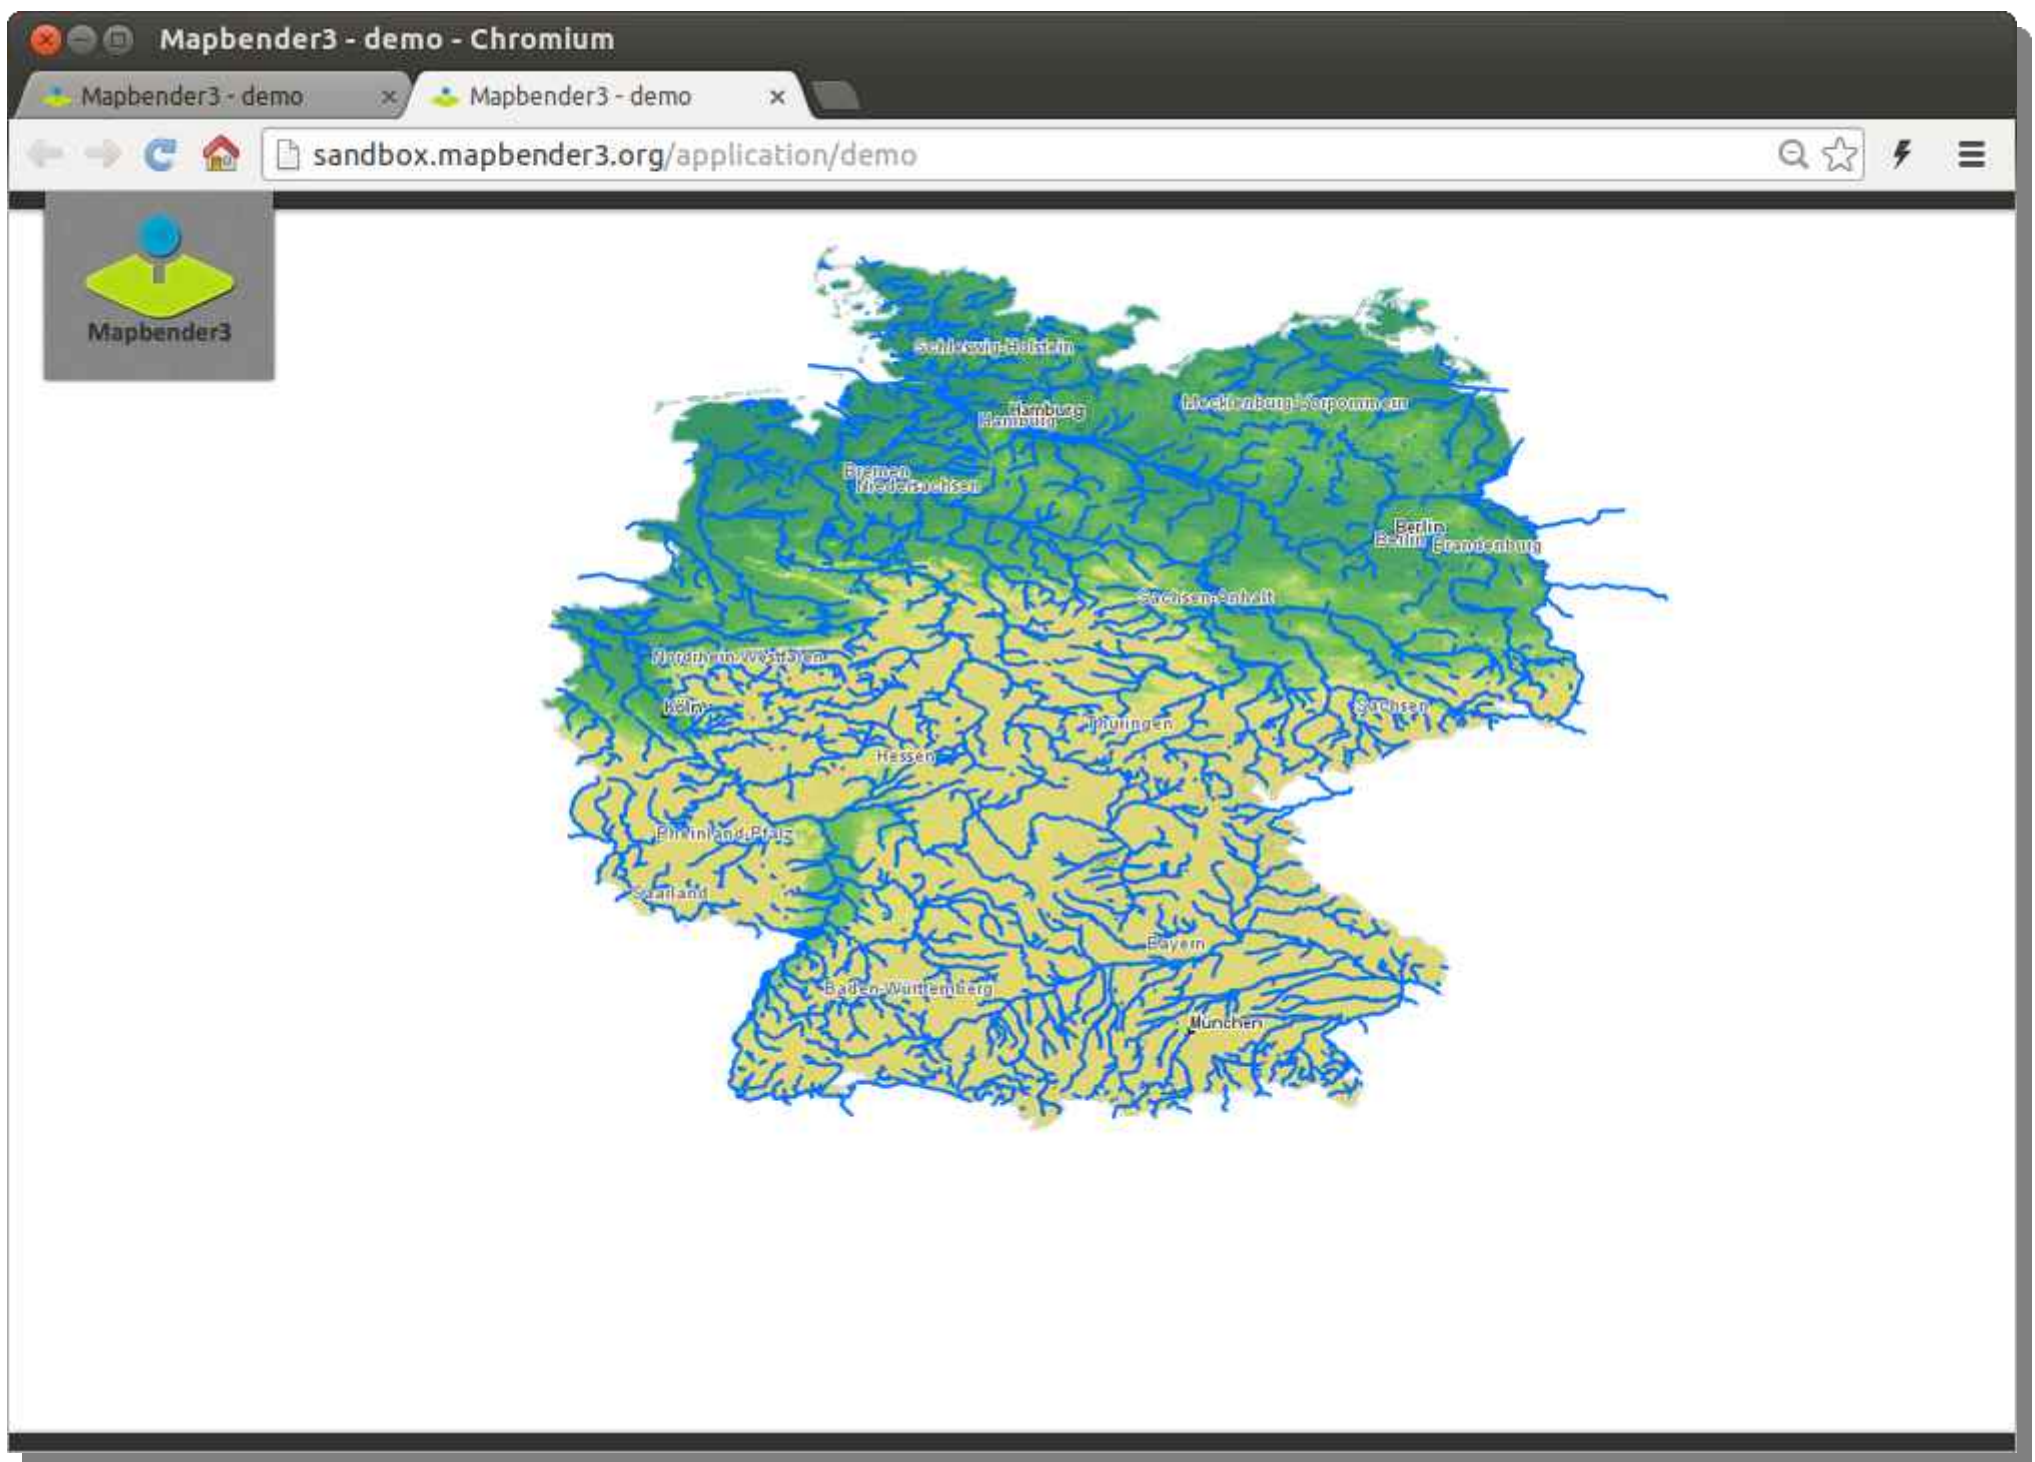 Mapbender3 - demo - Chromium
Mapbender3 - demo
Mapbender3 - demo
sandbox.mapbender3.org/application/demo
Mapbender3
Schleswig-Holstein
Mecklenburg-Vorpommern
Hamburg
Hamburg
Bremen
Niedersachsen
Berlin
Berlin
Brandenburg
Sachsen-Anhalt
Nordrhein-Westfalen
Köln
Sachsen
Thüringen
Hessen
Rheinland-Pfalz
Saarland
Bayern
Baden-Württemberg
München